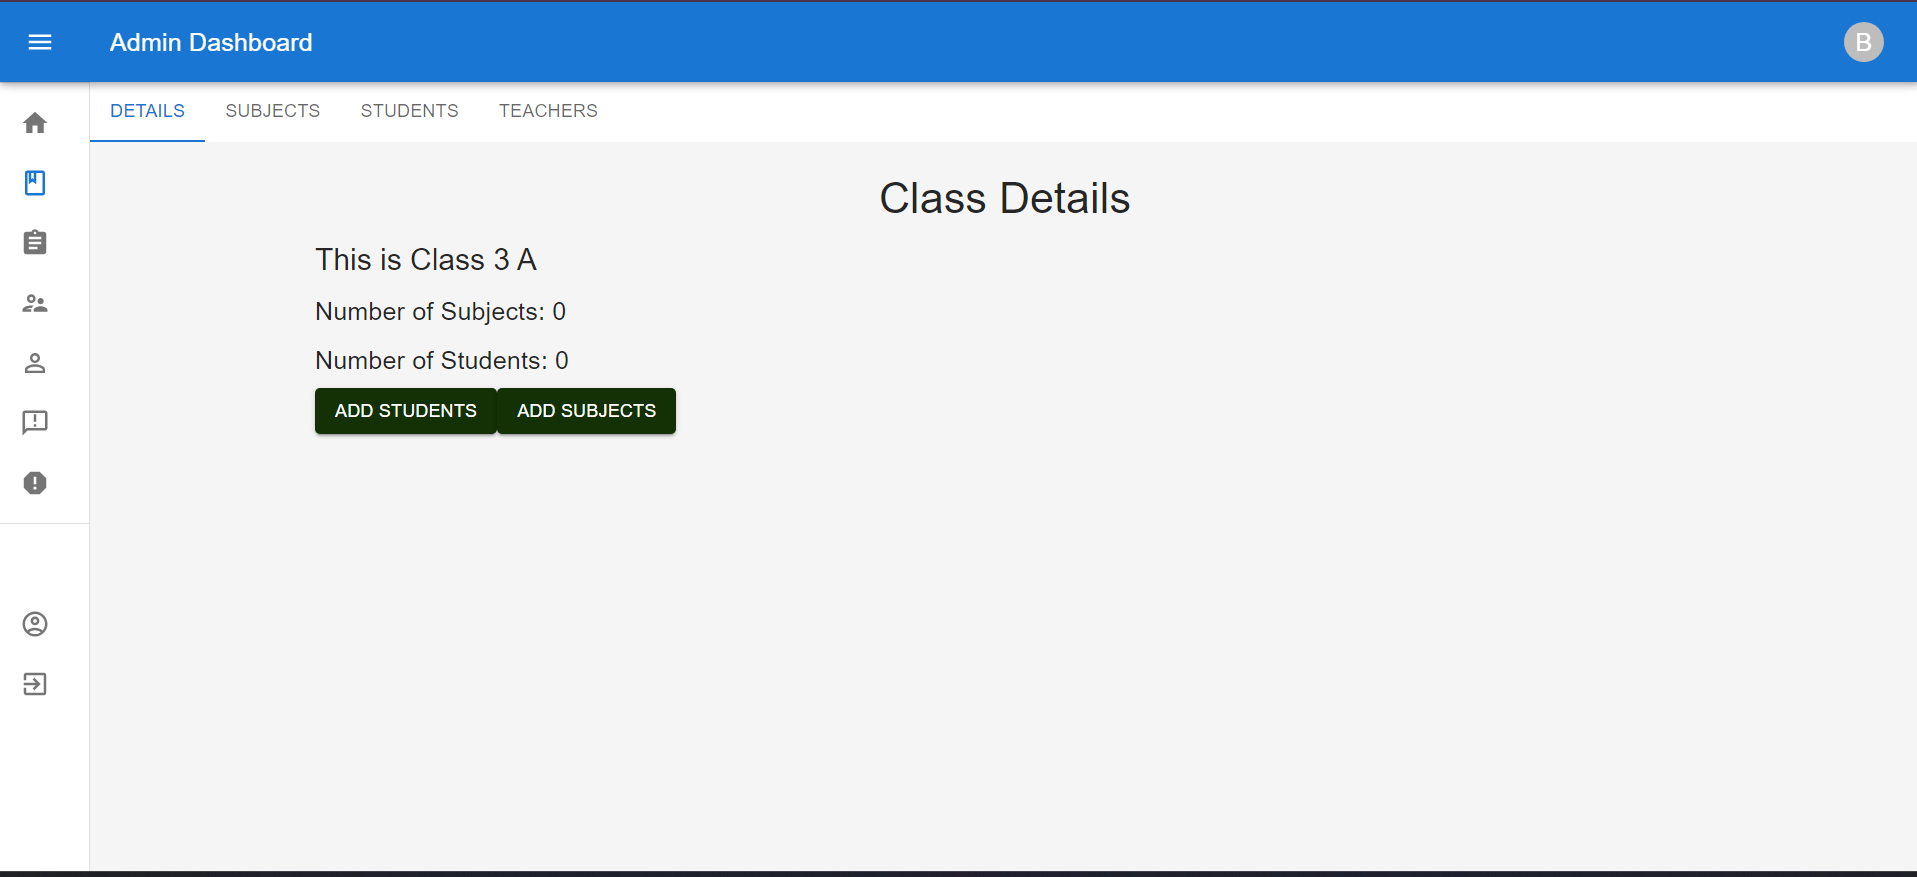 Admin Dashboard
B
DETAILS SUBJECTS STUDENTS TEACHERS
Class Details
This is Class 3 A
Number of Subjects: 0
Number of Students: 0
ADD STUDENTS ADD SUBJECTS